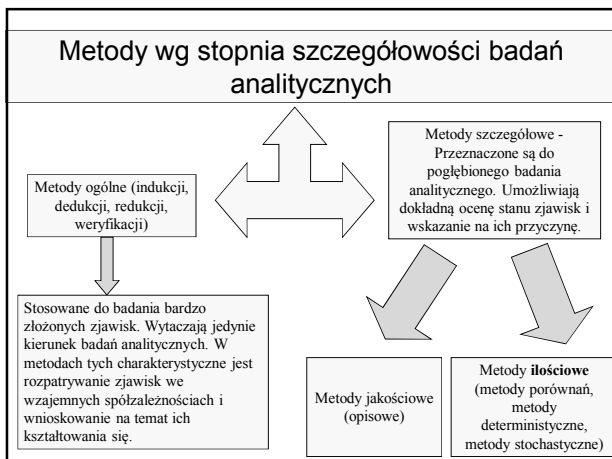 Metody wg stopnia szczegółowości badań
analitycznych
Metody ogólne (indukcji,
dedukcji, redukcji,
weryfikacji)
Stosowane do badania bardzo
złożonych zjawisk. Wytaczają jedynie
kierunek badań analitycznych. W
metodach tych charakterystyczne jest
rozpatrywanie zjawisk we
wzajemnych spółzależnościach i
wnioskowanie na temat ich
kształtowania się.
Metody szczegółowe -
Przeznaczone są do
pogłębionego badania
analitycznego. Umożliwiają
dokładną ocenę stanu zjawisk i
wskazanie na ich przyczynę.
Metody jakościowe
(opisowe)
Metody ilościowe
(metody porównań,
metody
deterministyczne,
metody stochastyczne)